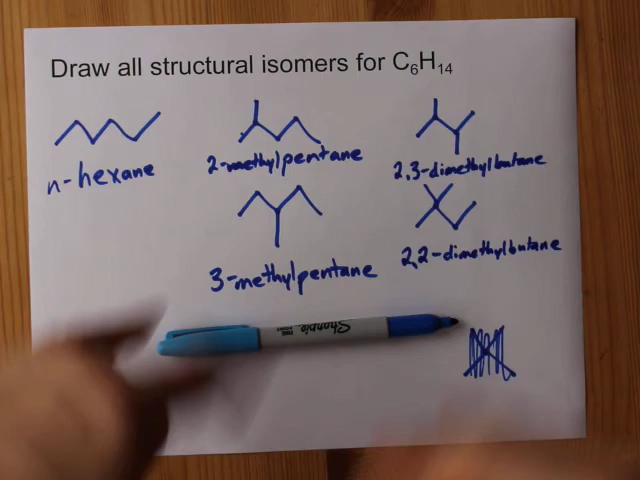 Draw all structural isomers for C₆H₁₄
n-hexane
2-methylpentane
2,3-dimethylbutane
3-methylpentane
2,2-dimethylbutane
Sharpie